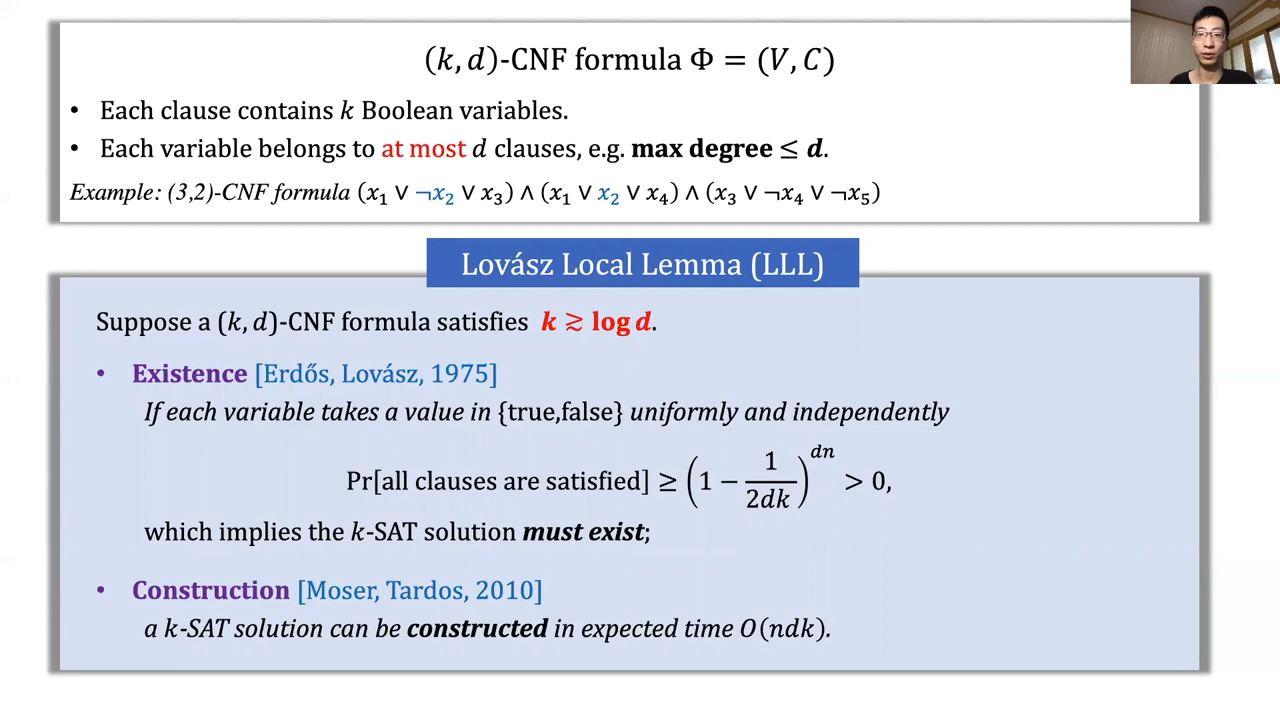 (k, d)-CNF formula Φ = (V, C)
• Each clause contains k Boolean variables.
• Each variable belongs to at most d clauses, e.g. max degree ≤ d.
Example: (3,2)-CNF formula (x₁ ∨ ¬x₂ ∨ x₃) ∧ (x₁ ∨ x₂ ∨ x₄) ∧ (x₃ ∨ ¬x₄ ∨ ¬x₅)
Lovász Local Lemma (LLL)
Suppose a (k, d)-CNF formula satisfies k ≳ log d.
• Existence [Erdős, Lovász, 1975]
If each variable takes a value in {true,false} uniformly and independently
Pr[all clauses are satisfied] ≥ (1 − 1/2dk)^dn > 0,
which implies the k-SAT solution must exist;
• Construction [Moser, Tardos, 2010]
a k-SAT solution can be constructed in expected time O(ndk).